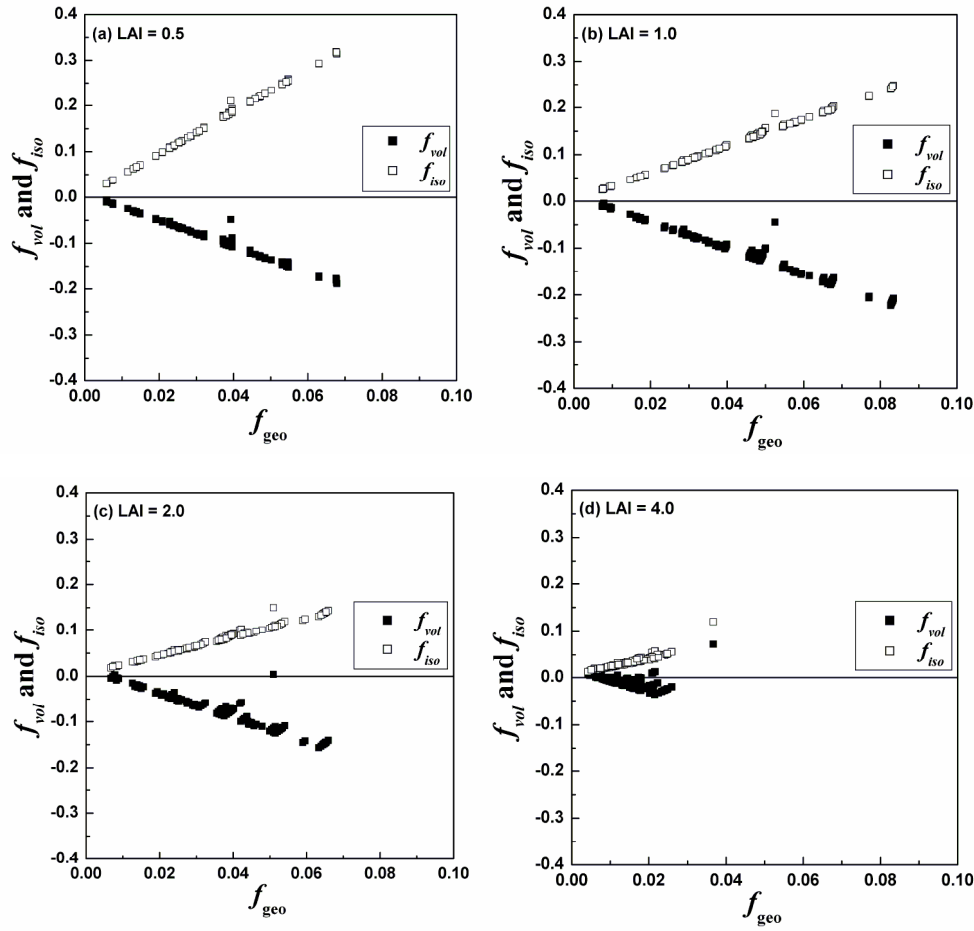 (a) LAI = 0.5
f_vol
f_iso
0.4
0.3
0.2
0.1
0.0
-0.1
-0.2
-0.3
-0.4
f_vol and f_iso
0.00 0.02 0.04 0.06 0.08 0.10
f_geo
(b) LAI = 1.0
f_vol
f_iso
0.4
0.3
0.2
0.1
0.0
-0.1
-0.2
-0.3
-0.4
f_vol and f_iso
0.00 0.02 0.04 0.06 0.08 0.10
f_geo
(c) LAI = 2.0
f_vol
f_iso
0.4
0.3
0.2
0.1
0.0
-0.1
-0.2
-0.3
-0.4
f_vol and f_iso
0.00 0.02 0.04 0.06 0.08 0.10
f_geo
(d) LAI = 4.0
f_vol
f_iso
0.4
0.3
0.2
0.1
0.0
-0.1
-0.2
-0.3
-0.4
f_vol and f_iso
0.00 0.02 0.04 0.06 0.08 0.10
f_geo